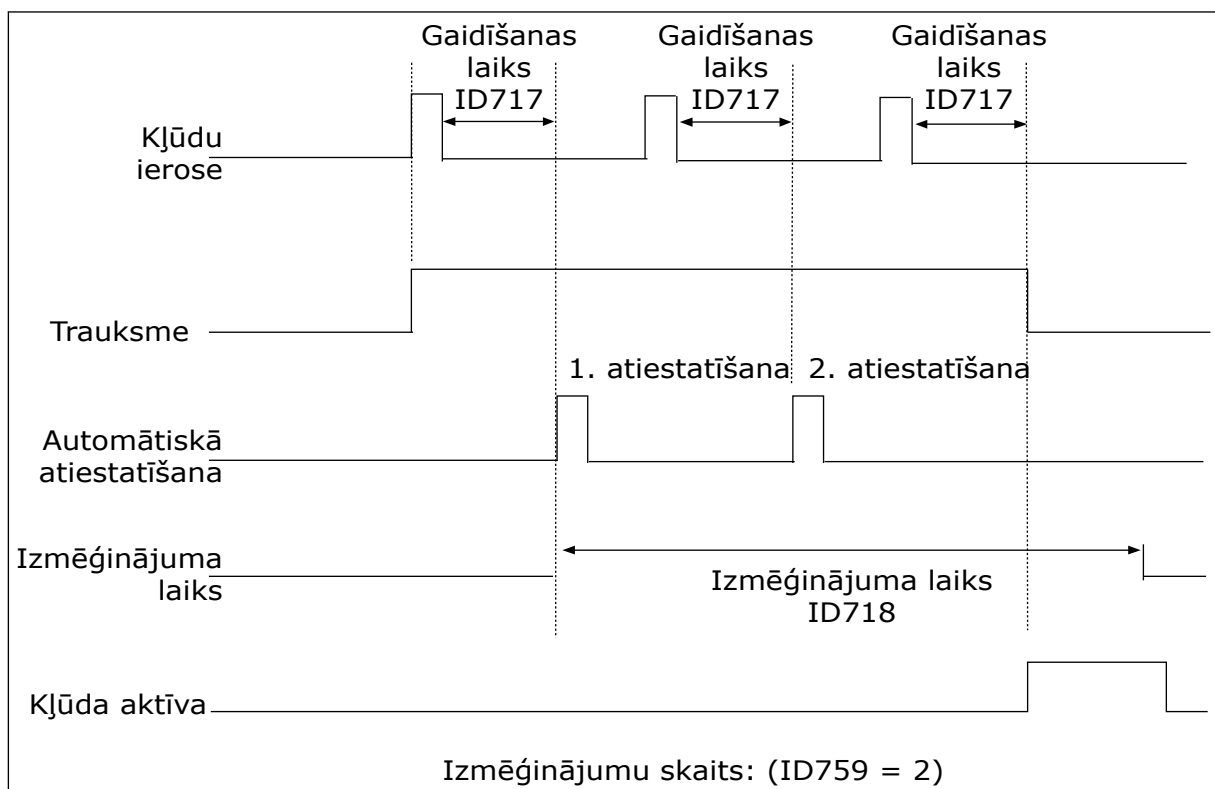 Gaidīšanas
laiks
ID717
Gaidīšanas
laiks
ID717
Gaidīšanas
laiks
ID717
Kļūdu
ierose
Trauksme
1. atiestatīšana
2. atiestatīšana
Automātiskā
atiestatīšana
Izmēģinājuma
laiks
Izmēģinājuma laiks
ID718
Kļūda aktīva
Izmēģinājumu skaits: (ID759 = 2)